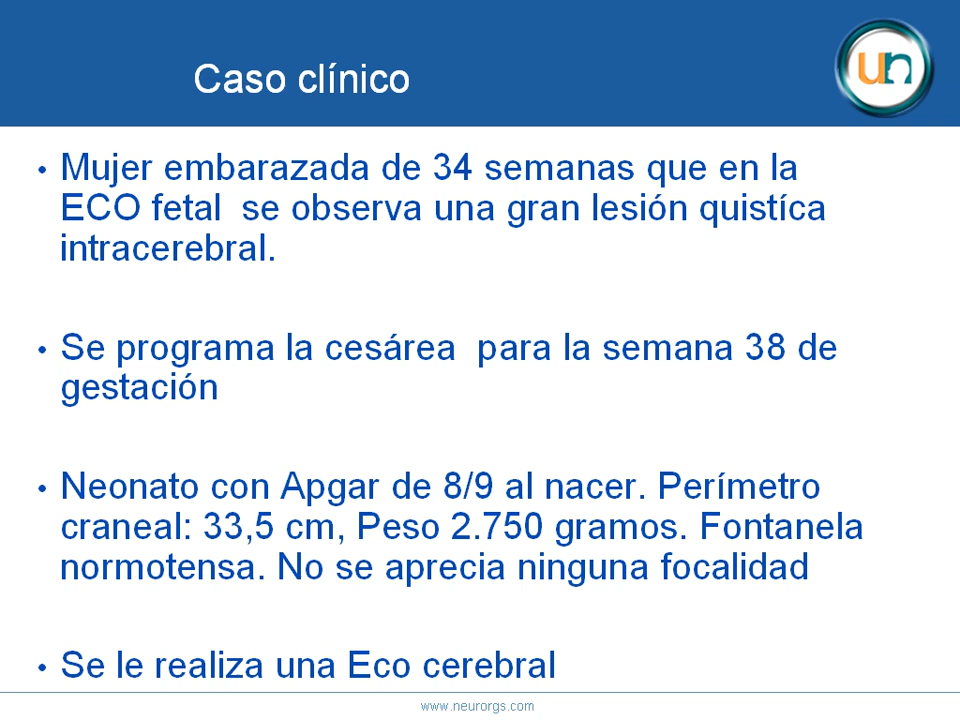 Caso clínico
un
• Mujer embarazada de 34 semanas que en la
ECO fetal se observa una gran lesión quistíca
intracerebral.
• Se programa la cesárea para la semana 38 de
gestación
• Neonato con Apgar de 8/9 al nacer. Perímetro
craneal: 33,5 cm, Peso 2.750 gramos. Fontanela
normotensa. No se aprecia ninguna focalidad
• Se le realiza una Eco cerebral
www.neurorgs.com